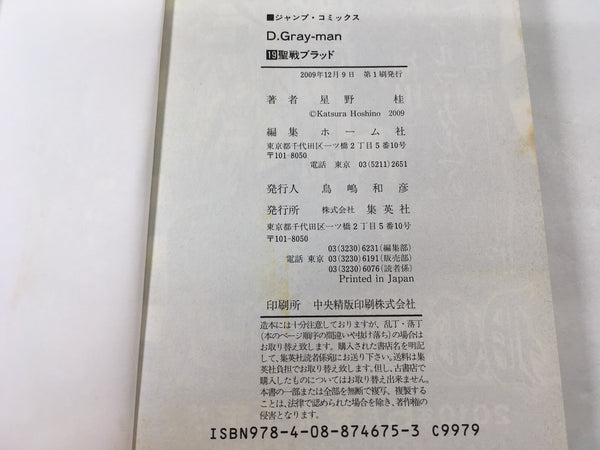 ■ジャンプ・コミックス
D.Gray-man
19聖戦ブラッド
2009年12月9日 第1刷発行
著者 星野 桂
©Katsura Hoshino 2009
編集 ホーム社
東京都千代田区一ツ橋2丁目5番10号
〒101-8050
電話 東京 03(5211)2651
発行人 鳥嶋和彦
発行所 株式会社 集英社
東京都千代田区一ツ橋2丁目5番10号
〒101-8050
03(3230)6231(編集部)
電話 東京 03(3230)6191(販売部)
03(3230)6076(読者係)
Printed in Japan
印刷所 中央精版印刷株式会社
造本には十分注意しておりますが、乱丁・落丁
(本のページ順序の間違いや抜け落ち)の場合は
お取り替え致します。購入された書店名を明記
して、集英社読者係宛にお送り下さい。送料は集
英社負担でお取り替え致します。但し、古書店で
購入したものについてはお取り替え出来ません。
本書の一部または全部を無断で複写、複製する
ことは、法律で認められた場合を除き、著作権の
侵害となります。
ISBN978-4-08-874675-3 C9979